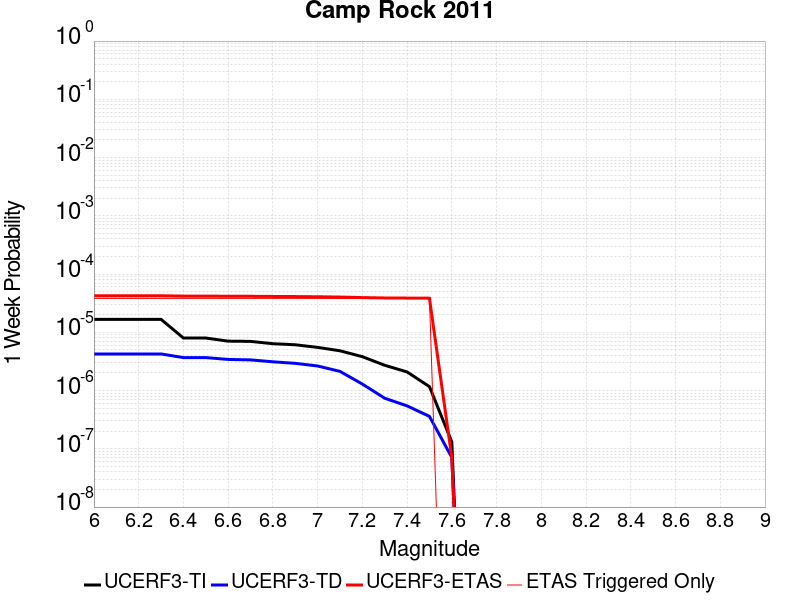 Camp Rock 2011
10 0
10 -1
10 -2
10 -3
10 -4
10 -5
10 -6
10 -7
10 -8
1 Week Probability
6 6.2 6.4 6.6 6.8 7 7.2 7.4 7.6 7.8 8 8.2 8.4 8.6 8.8 9
Magnitude
UCERF3-TI UCERF3-TD UCERF3-ETAS ETAS Triggered Only